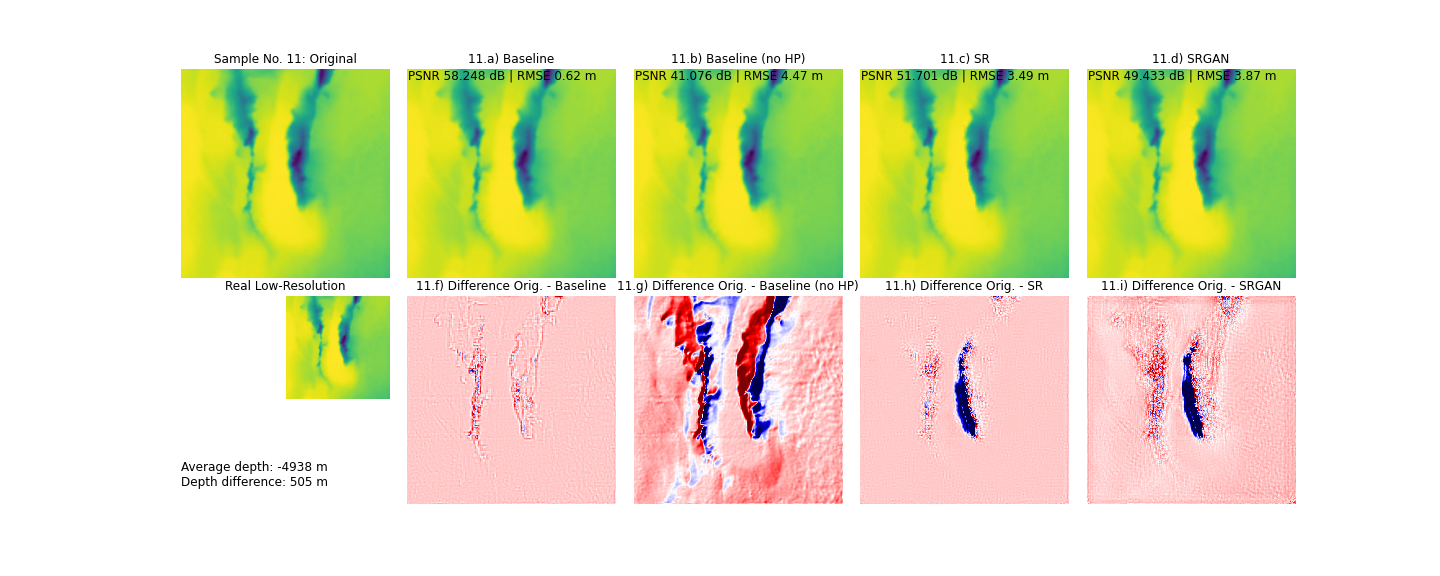 Sample No. 11: Original
11.a) Baseline
11.b) Baseline (no HP)
11.c) SR
11.d) SRGAN
PSNR 58.248 dB | RMSE 0.62 m
PSNR 41.076 dB | RMSE 4.47 m
PSNR 51.701 dB | RMSE 3.49 m
PSNR 49.433 dB | RMSE 3.87 m
Real Low-Resolution
11.f) Difference Orig. - Baseline
11.g) Difference Orig. - Baseline (no HP)
11.h) Difference Orig. - SR
11.i) Difference Orig. - SRGAN
Average depth: -4938 m
Depth difference: 505 m